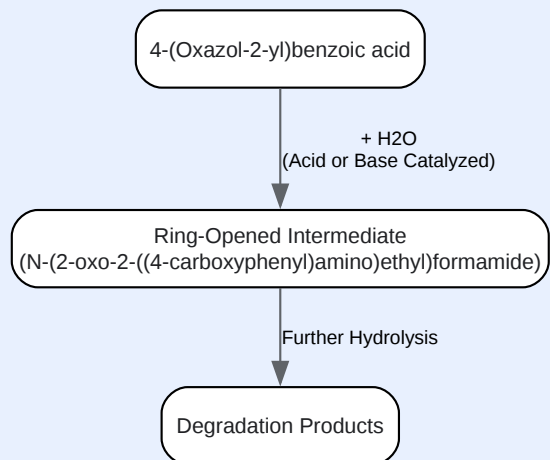 4-(Oxazol-2-yl)benzoic acid
+ H2O
(Acid or Base Catalyzed)
Ring-Opened Intermediate
(N-(2-oxo-2-((4-carboxyphenyl)amino)ethyl)formamide)
Further Hydrolysis
Degradation Products